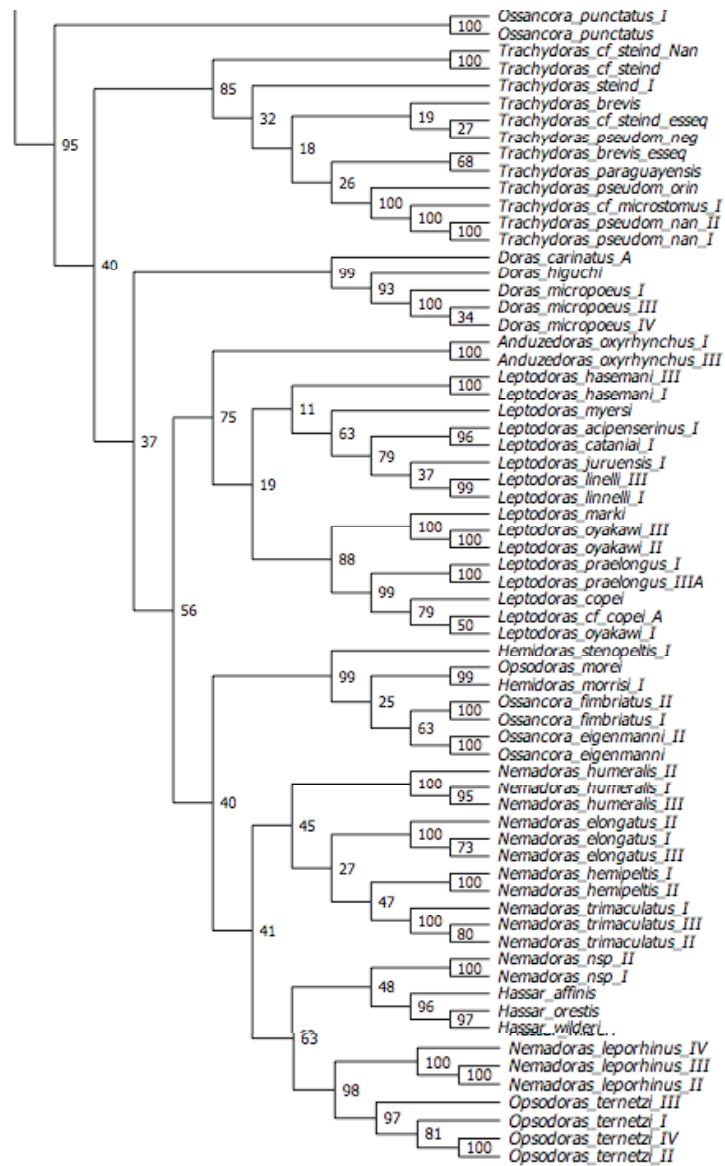 Ossancora_punctatus_I
100
Ossancora_punctatus
Trachydoras_cf_steind_Nan
100
Trachydoras_cf_steind
85
Trachydoras_steind_I
32
Trachydoras_brevis
19
Trachydoras_cf_steind_esseq
27
Trachydoras_pseudom_neg
95
18
Trachydoras_brevis_esseq
68
Trachydoras_paraguayensis
26
Trachydoras_pseudom_orin
100
Trachydoras_cf_microstomus_I
100
Trachydoras_pseudom_nan_II
100
Trachydoras_pseudom_nan_I
40
Doras_carinatus_A
99
Doras_higuchi
93
Doras_micropoeus_I
100
Doras_micropoeus_III
34
Doras_micropoeus_IV
Anduzedoras_oxyrhynchus_I
100
Anduzedoras_oxyrhynchus_III
Leptodoras_hasemani_III
100
Leptodoras_hasemani_I
11
75
Leptodoras_myersi
63
Leptodoras_acipenserinus_I
96
Leptodoras_cataniai_I
37
79
Leptodoras_juruensis_I
37
Leptodoras_linelli_III
19
99
Leptodoras_linnelli_I
Leptodoras_marki
100
Leptodoras_oyakawi_III
100
Leptodoras_oyakawi_II
88
Leptodoras_praelongus_I
100
Leptodoras_praelongus_IIIA
99
Leptodoras_copei
79
56
Leptodoras_cf_copei_A
50
Leptodoras_oyakawi_I
Hemidoras_stenopeltis_I
99
Opsodoras_morei
99
Hemidoras_morrisi_I
25
Ossancora_fimbriatus_II
100
Ossancora_fimbriatus_I
63
Ossancora_eigenmanni_II
100
Ossancora_eigenmanni
Nemadoras_humeralis_II
100
Nemadoras_humeralis_I
95
40
Nemadoras_humeralis_III
45
Nemadoras_elongatus_II
100
Nemadoras_elongatus_I
73
Nemadoras_elongatus_III
27
Nemadoras_hemipeltis_I
100
Nemadoras_hemipeltis_II
47
Nemadoras_trimaculatus_I
100
Nemadoras_trimaculatus_III
41
80
Nemadoras_trimaculatus_II
Nemadoras_nsp_II
100
Nemadoras_nsp_I
48
Hassar_affinis
96
Hassar_orestis
97
Hassar_wilderi
63
Nemadoras_leporhinus_IV
100
Nemadoras_leporhinus_III
100
Nemadoras_leporhinus_II
98
Opsodoras_ternetzi_III
97
Opsodoras_ternetzi_I
81
Opsodoras_ternetzi_IV
100
Opsodoras_ternetzi_II